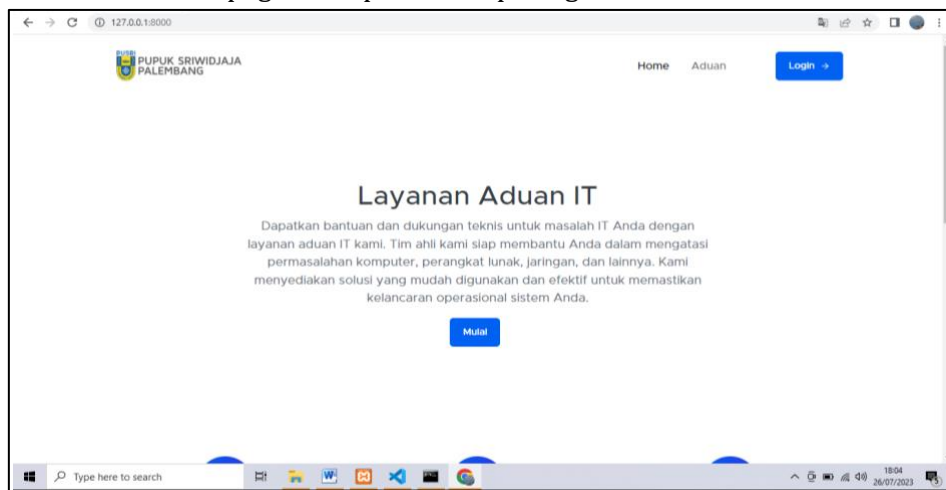 127.0.0.1:8000
PUSRI
PUPUK SRIWIDJAJA
PALEMBANG
Home Aduan Login →
Layanan Aduan IT
Dapatkan bantuan dan dukungan teknis untuk masalah IT Anda dengan
layanan aduan IT kami. Tim ahli kami siap membantu Anda dalam mengatasi
permasalahan komputer, perangkat lunak, jaringan, dan lainnya. Kami
menyediakan solusi yang mudah digunakan dan efektif untuk memastikan
kelancaran operasional sistem Anda.
Mulai
Type here to search
18:04
26/07/2023